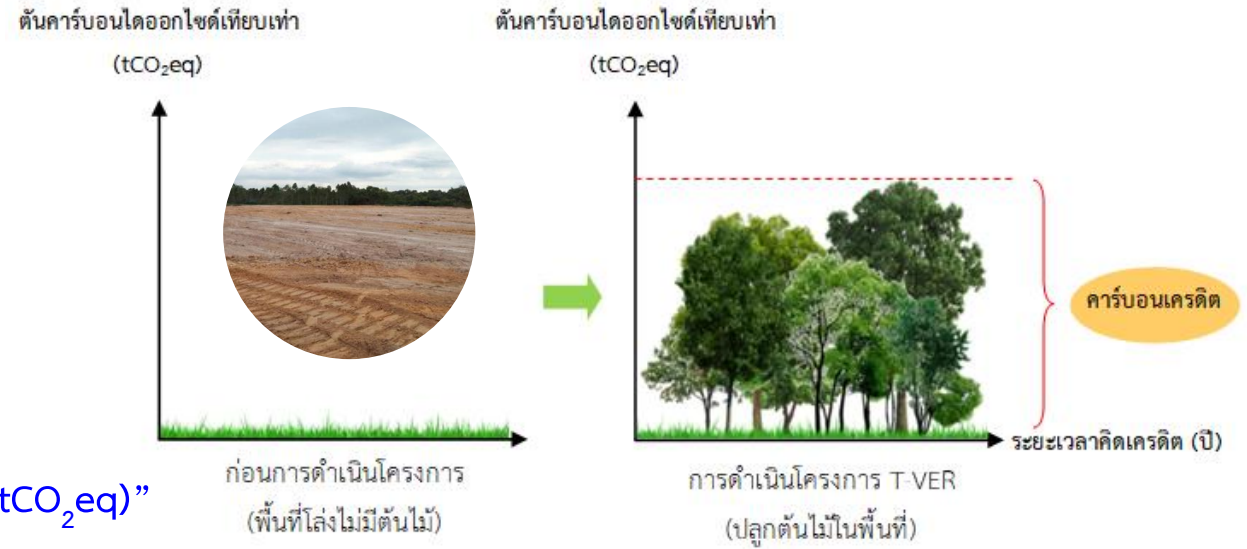 ตันคาร์บอนไดออกไซด์เทียบเท่า
(tCO₂eq)
ตันคาร์บอนไดออกไซด์เทียบเท่า
(tCO₂eq)
คาร์บอนเครดิต
ระยะเวลาคิดเครดิต (ปี)
ก่อนการดำเนินโครงการ
(พื้นที่โล่งไม่มีต้นไม้)
การดำเนินโครงการ T-VER
(ปลูกต้นไม้ในพื้นที่)
tCO₂eq)”